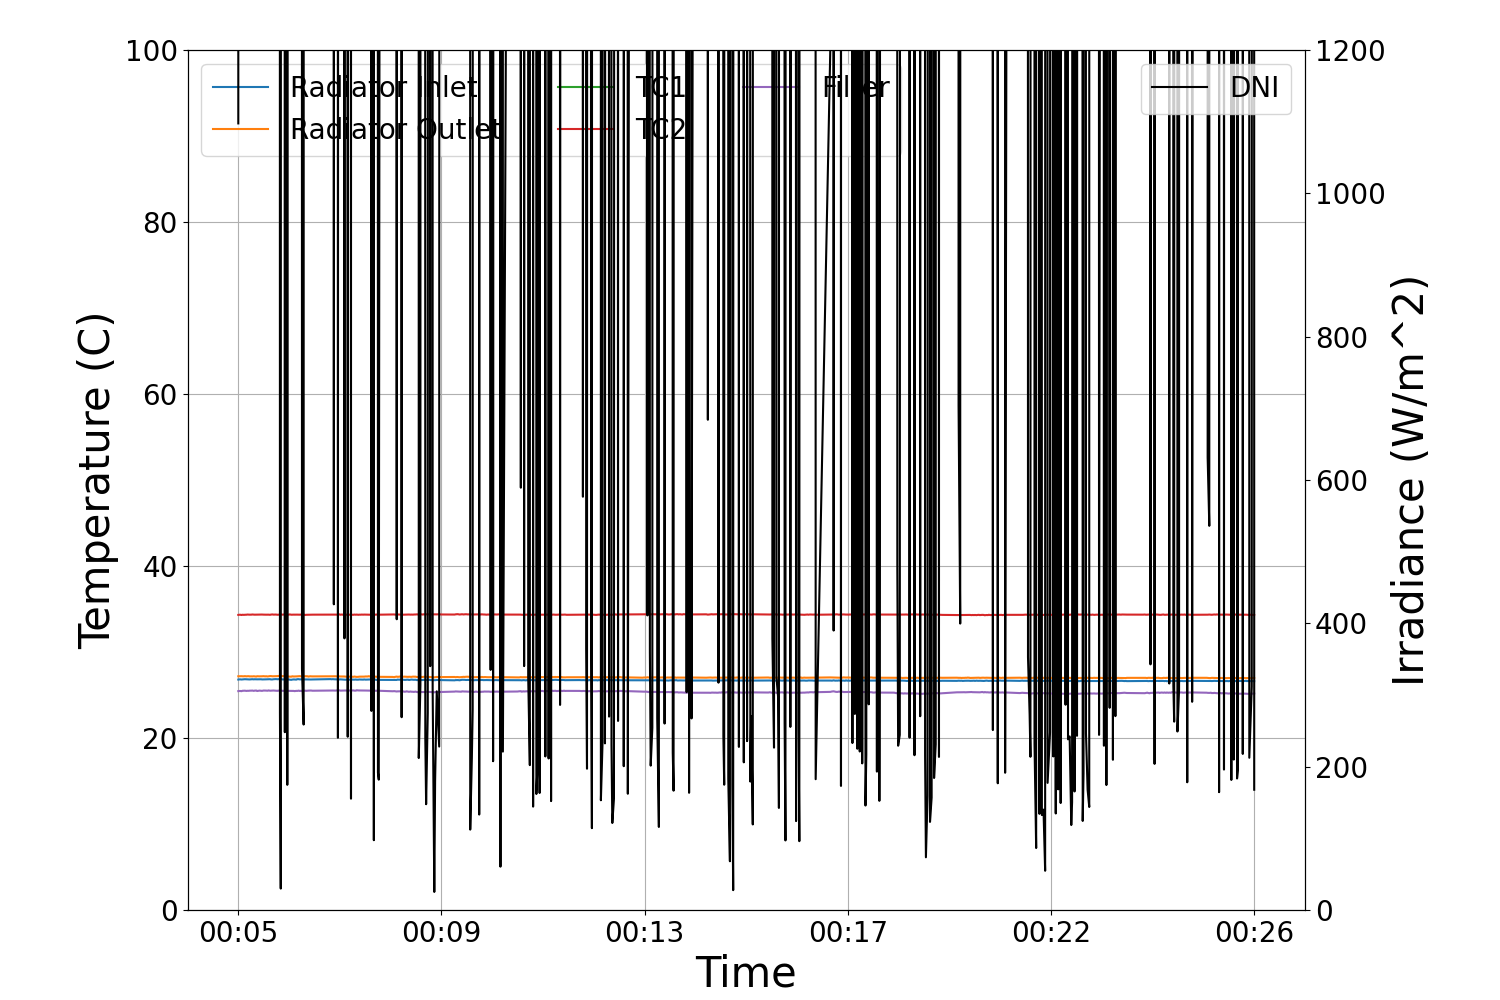 100
80
60
40
20
0
Temperature (C)
Radiator Inlet
Radiator Outlet
TC1
TC2
Filter
DNI
1200
1000
800
600
400
200
0
Irradiance (W/m^2)
00:05 00:09 00:13 00:17 00:22 00:26
Time